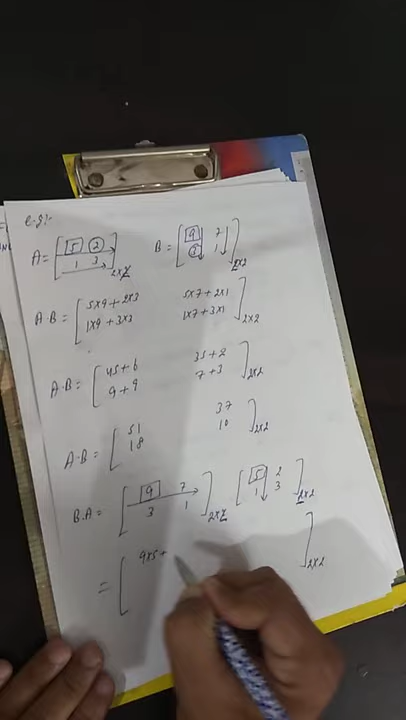 e.g:-
A = [ 5 2 ] B = [ 9 7 ]
1 3 2×2 3 1 2×2
A·B = [ 5×9 + 2×3 5×7 + 2×1 ]
1×9 + 3×3 1×7 + 3×1 2×2
A·B = [ 45 + 6 35 + 2 ]
9 + 9 7 + 3 2×2
A·B = [ 51 37 ]
18 10 2×2
B·A = [ 9 7 ] [ 5 2 ]
3 1 2×2 1 3 2×2
= [ 9×5 + ] 2×2